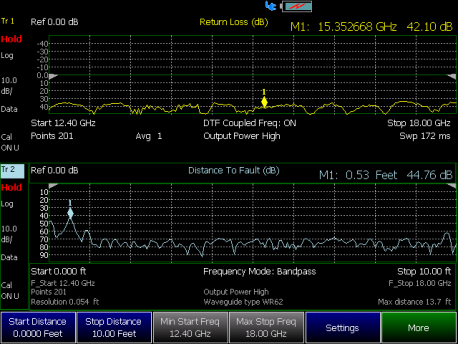 Tr 1 Ref 0.00 dB Return Loss (dB) M1: 15.352668 GHz 42.10 dB
Hold
Log
10.0
dB/
Data
Cal
ON U
-40
-30
-20
-10
0.0
10
20
30
40
1
Start 12.40 GHz DTF Coupled Freq: ON Stop 18.00 GHz
Points 201 Avg 1 Output Power High Swp 172 ms
Tr 2 Ref 0.00 dB Distance To Fault (dB) M1: 0.53 Feet 44.76 dB
Hold
Log
10.0
dB/
Data
Cal
ON U
10
20
30
40
50
60
70
80
90
1
Start 0.000 ft Frequency Mode: Bandpass Stop 10.00 ft
F_Start 12.40 GHz F_Stop 18.00 GHz
Points 201 Output Power High
Resolution 0.054 ft Waveguide type WR62 Max distance 13.7 ft
Start Distance Stop Distance Min Start Freq Max Stop Freq Settings More
0.0000 Feet 10.00 Feet 12.40 GHz 18.00 GHz